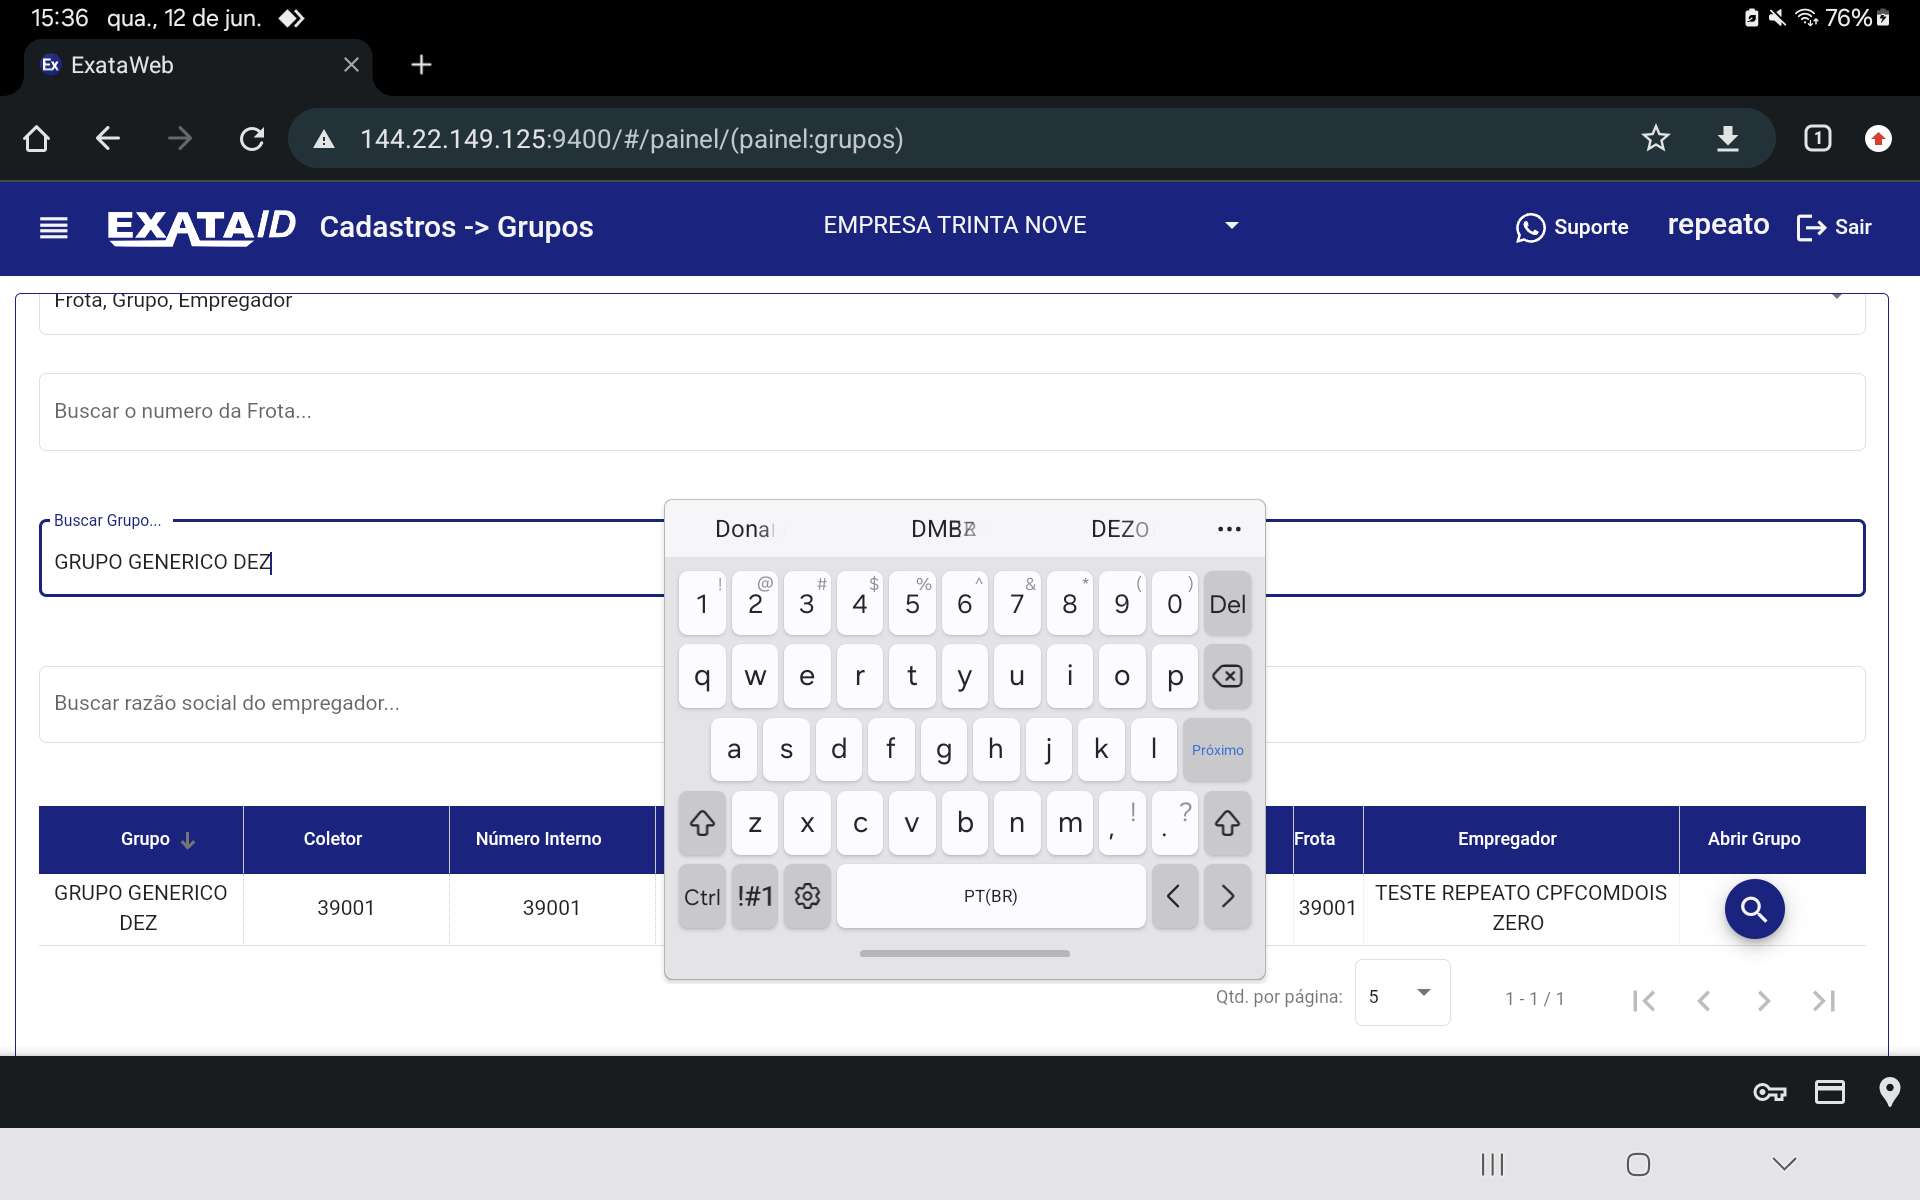 15:36 qua., 12 de jun. 76%
Ex ExataWeb
144.22.149.125:9400/#/painel/(painel:grupos) 1
EXATA/ID Cadastros -> Grupos EMPRESA TRINTA NOVE Suporte repeato Sair
Frota, Grupo, Empregador
Buscar o numero da Frota...
Buscar Grupo...
GRUPO GENERICO DEZ
Buscar razão social do empregador...
Grupo Coletor Número Interno Frota Empregador Abrir Grupo
GRUPO GENERICO DEZ 39001 39001 39001 TESTE REPEATO CPFCOMDOIS ZERO
Qtd. por página: 5 1 - 1 / 1
Dona DEZO
! @ # $ % ^ & * ( )
1 2 3 4 5 6 7 8 9 0 Del
q w e r t y u i o p
a s d f g h j k l Próximo
z x c v b n m , ! . ?
Ctrl !#1 PT(BR) < >